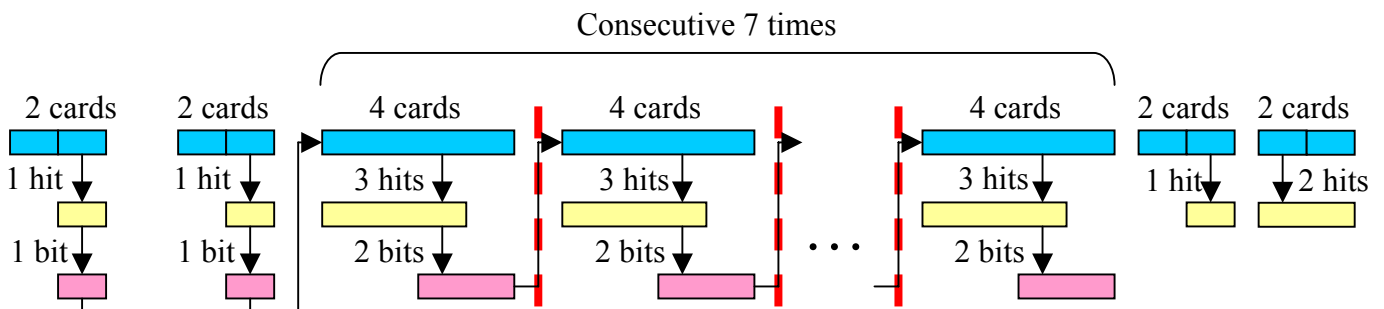 Consecutive 7 times
2 cards 2 cards 4 cards 4 cards 4 cards 2 cards 2 cards
1 hit 1 hit 3 hits 3 hits 3 hits 1 hit 2 hits
1 bit 1 bit 2 bits 2 bits . . . 2 bits